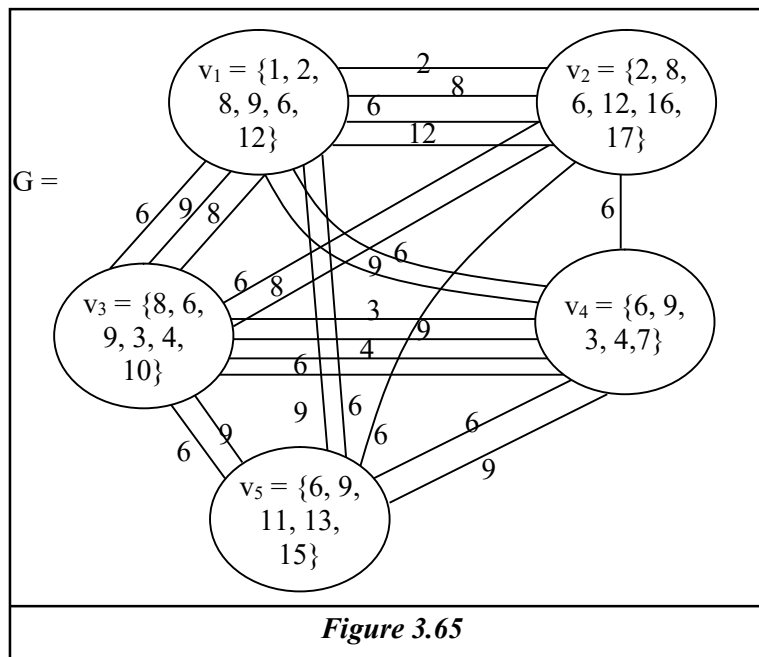 v₁ = {1, 2,
8, 9, 6,
12}
2
8
6
12
v₂ = {2, 8,
6, 12, 16,
17}
G =
6
9
8
6
6
9
6
8
v₃ = {8, 6,
9, 3, 4,
10}
3
9
4
6
v₄ = {6, 9,
3, 4,7}
9
6
6
9
6
6
9
v₅ = {6, 9,
11, 13,
15}
Figure 3.65